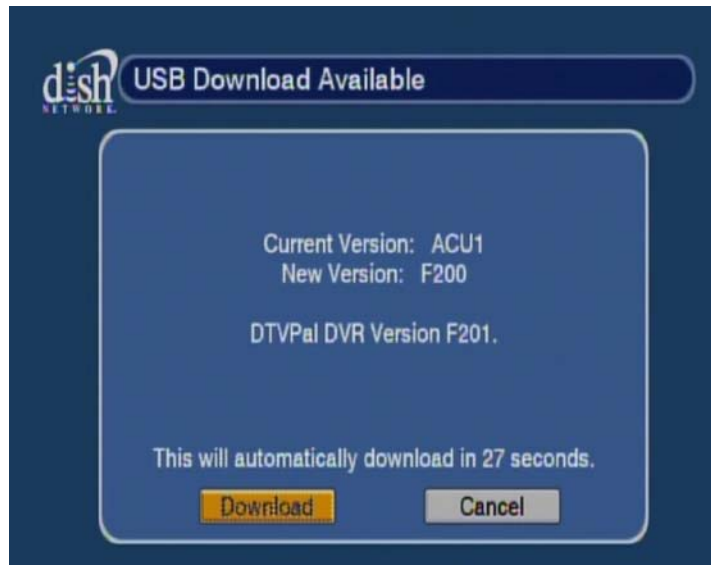 dish
NETWORK.
USB Download Available
Current Version: ACU1
New Version: F200
DTVPal DVR Version F201.
This will automatically download in 27 seconds.
Download
Cancel